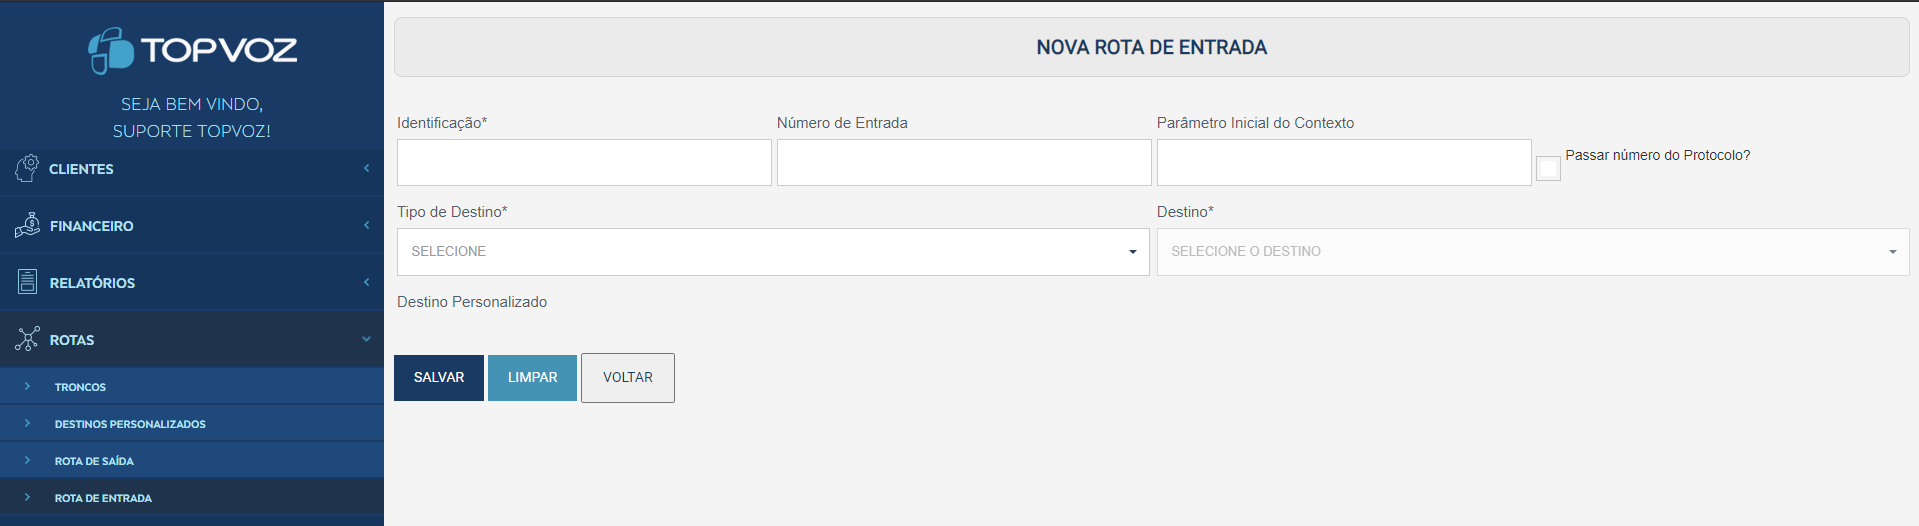 TOPVOZ
SEJA BEM VINDO,
SUPORTE TOPVOZ!
CLIENTES
FINANCEIRO
RELATÓRIOS
ROTAS
TRONCOS
DESTINOS PERSONALIZADOS
ROTA DE SAÍDA
ROTA DE ENTRADA
NOVA ROTA DE ENTRADA
Identificação*
Número de Entrada
Parâmetro Inicial do Contexto
Passar número do Protocolo?
Tipo de Destino*
Destino*
SELECIONE
SELECIONE O DESTINO
Destino Personalizado
SALVAR
LIMPAR
VOLTAR